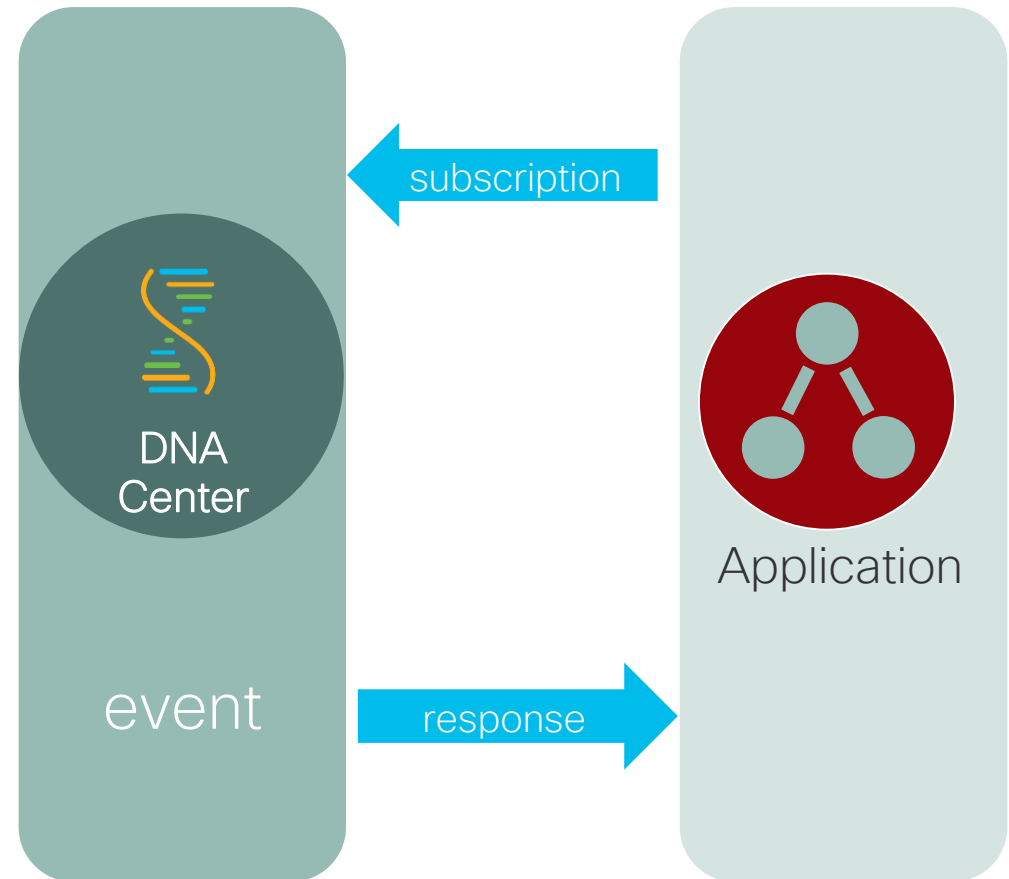 subscription
DNA
Center
Application
event
response